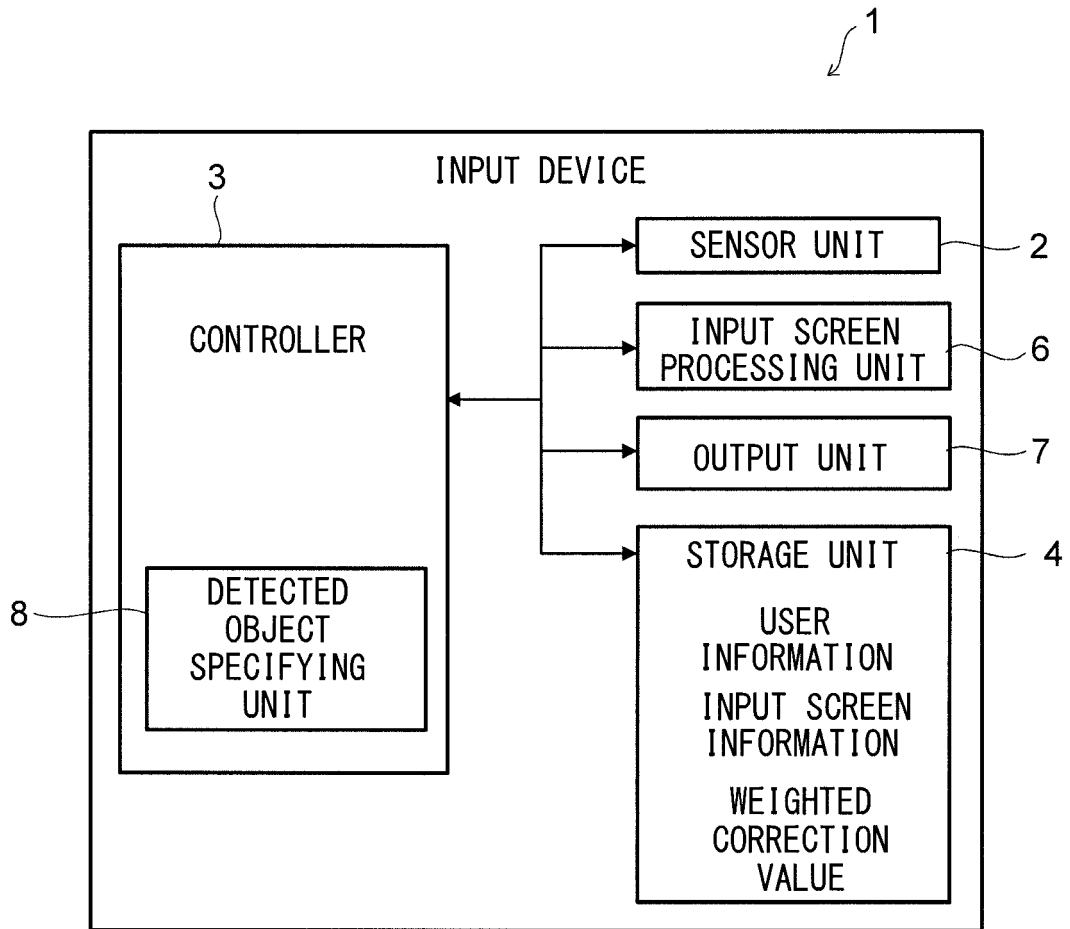 1
INPUT DEVICE
3
CONTROLLER
8
DETECTED
OBJECT
SPECIFYING
UNIT
SENSOR UNIT
2
INPUT SCREEN
PROCESSING UNIT
6
OUTPUT UNIT
7
STORAGE UNIT
4
USER
INFORMATION
INPUT SCREEN
INFORMATION
WEIGHTED
CORRECTION
VALUE